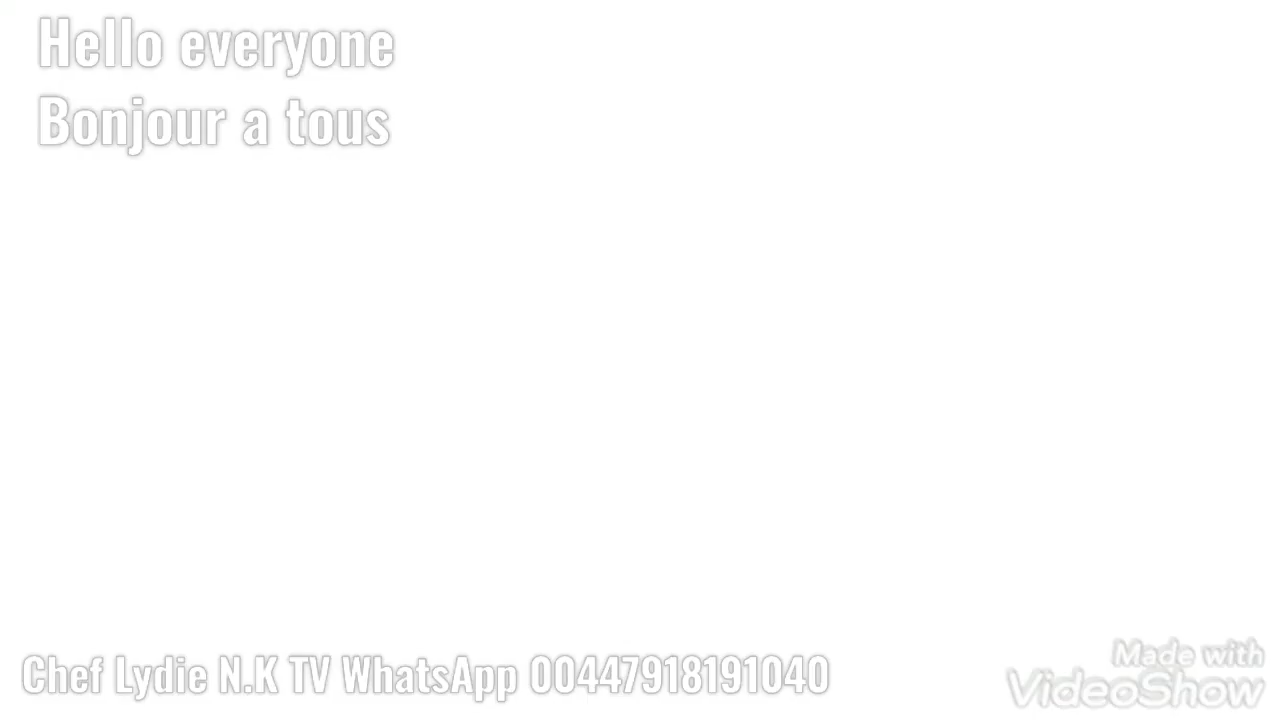 Hello everyone
Bonjour a tous
Chef Lydie N.K TV WhatsApp 00447918191040
Made with
VideoShow